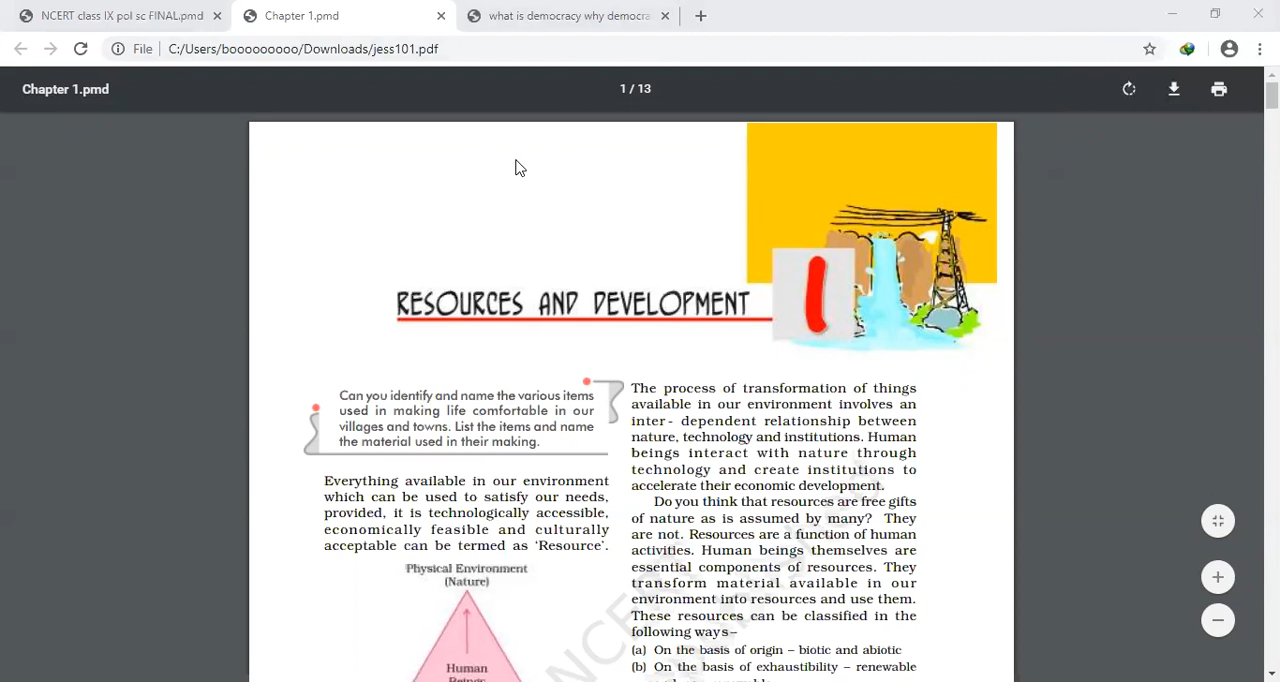 NCERT class IX pol sc FINAL.pmd
Chapter 1.pmd
what is democracy why democra
File
C:/Users/booooooooo/Downloads/jess101.pdf
Chapter 1.pmd
1 / 13
RESOURCES AND DEVELOPMENT
1
Can you identify and name the various items
used in making life comfortable in our
villages and towns. List the items and name
the material used in their making.
Everything available in our environment
which can be used to satisfy our needs,
provided, it is technologically accessible,
economically feasible and culturally
acceptable can be termed as ‘Resource’.
Physical Environment
(Nature)
Human
Beings
The process of transformation of things
available in our environment involves an
inter - dependent relationship between
nature, technology and institutions. Human
beings interact with nature through
technology and create institutions to
accelerate their economic development.
Do you think that resources are free gifts
of nature as is assumed by many? They
are not. Resources are a function of human
activities. Human beings themselves are
essential components of resources. They
transform material available in our
environment into resources and use them.
These resources can be classified in the
following ways–
(a) On the basis of origin – biotic and abiotic
(b) On the basis of exhaustibility – renewable
NCERT